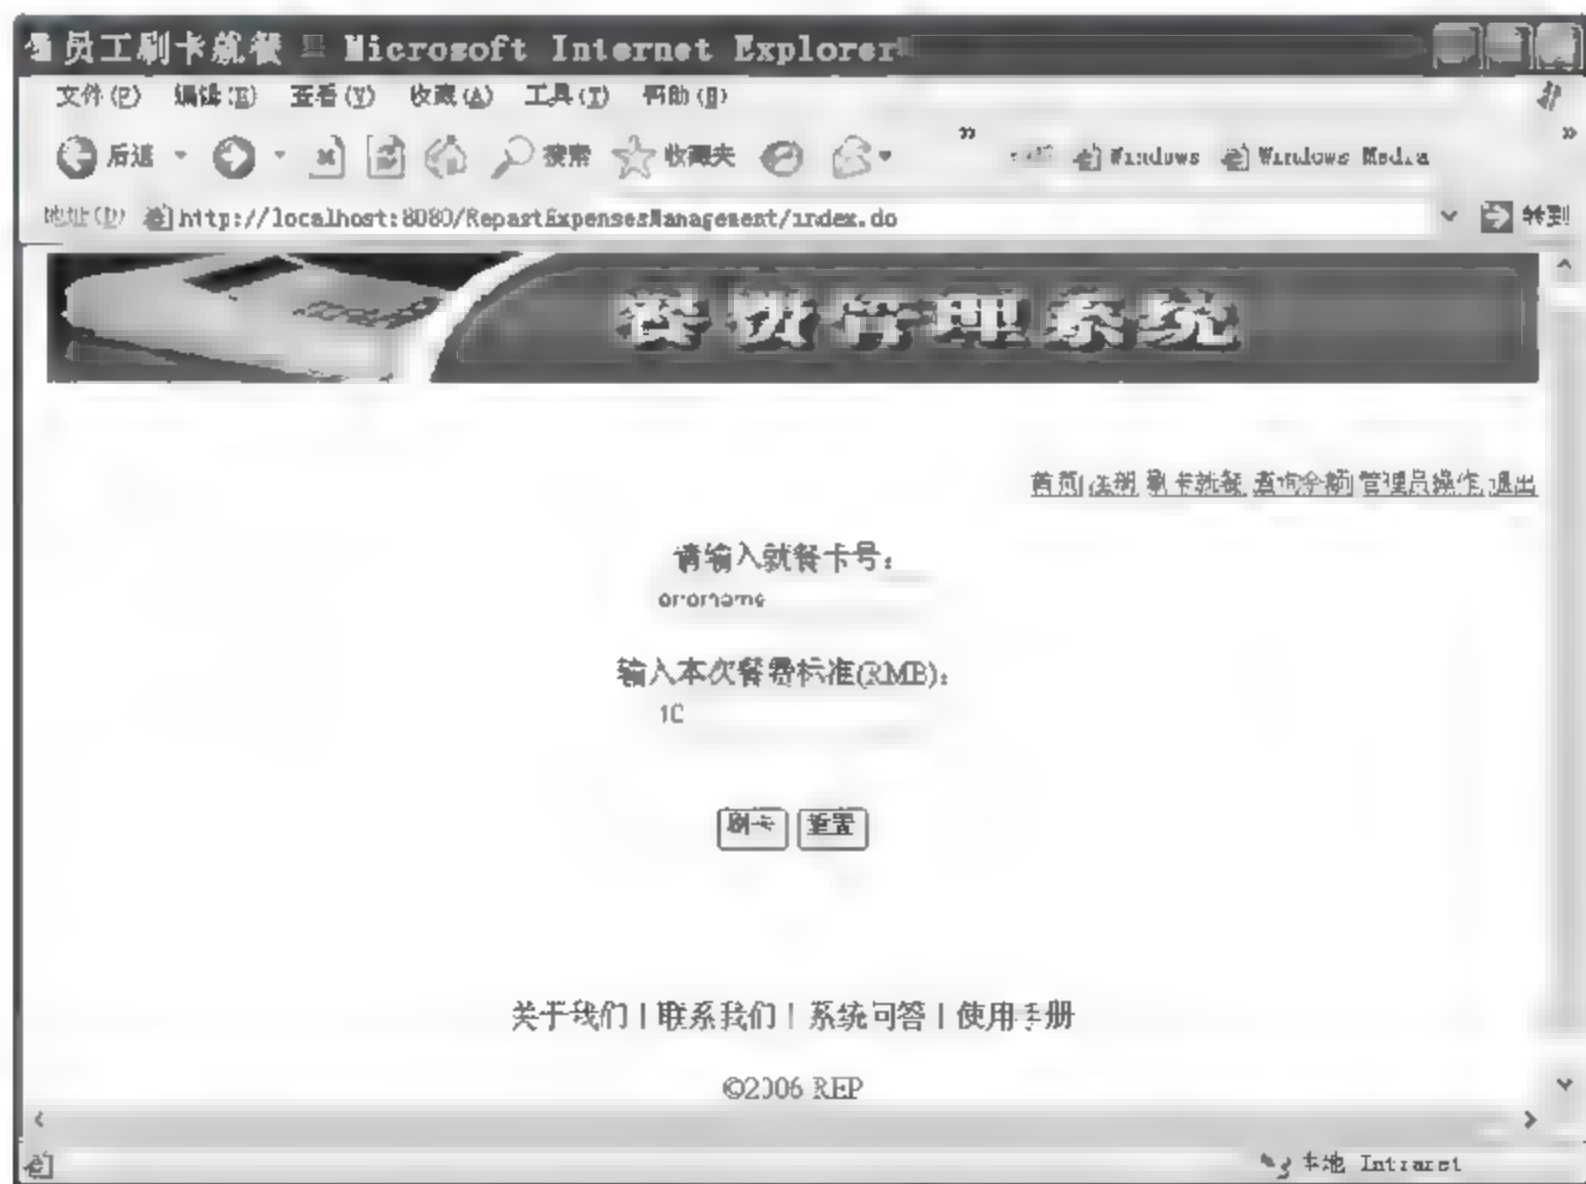 员工刷卡就餐 - Microsoft Internet Explorer
文件(F) 编辑(E) 查看(V) 收藏(A) 工具(T) 帮助(H)
后退 搜索 收藏夹 » Windows Windows Media »
地址(D) http://localhost:8080/RepastExpensesManagement/index.do 转到
餐费管理系统
首页 注册 刷卡就餐 查询余额 管理员操作 退出
请输入就餐卡号:
输入本次餐费标准(RMB):
10
刷卡 重置
关于我们 | 联系我们 | 系统问答 | 使用手册
©2006 REP
本地 Intranet